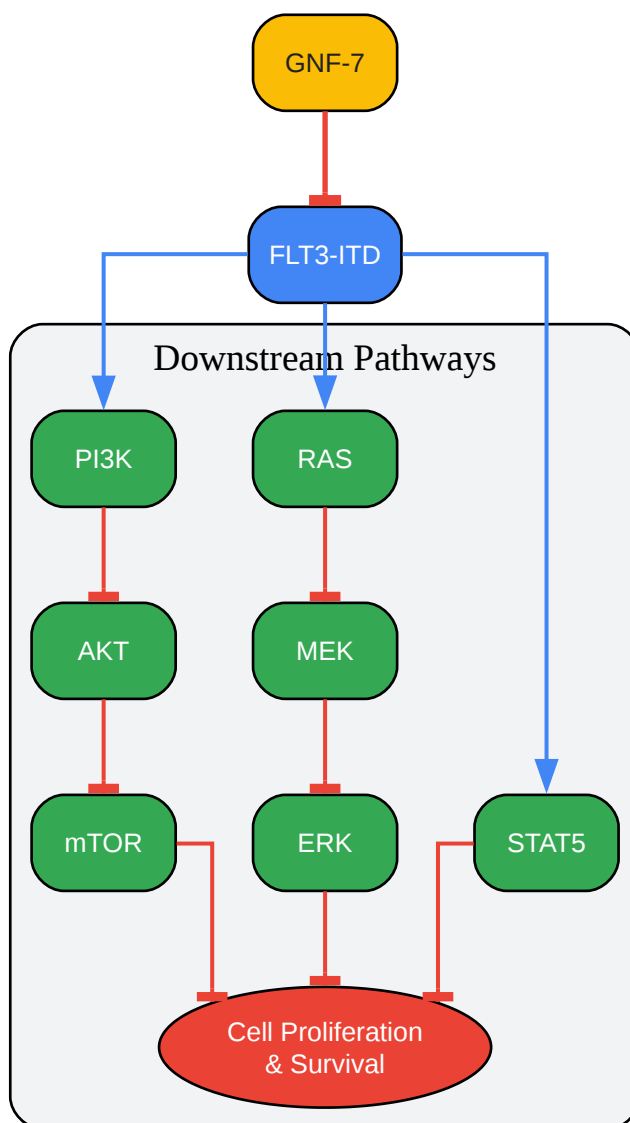 GNF-7
FLT3-ITD
Downstream Pathways
PI3K
RAS
AKT
MEK
mTOR
ERK
STAT5
Cell Proliferation
& Survival